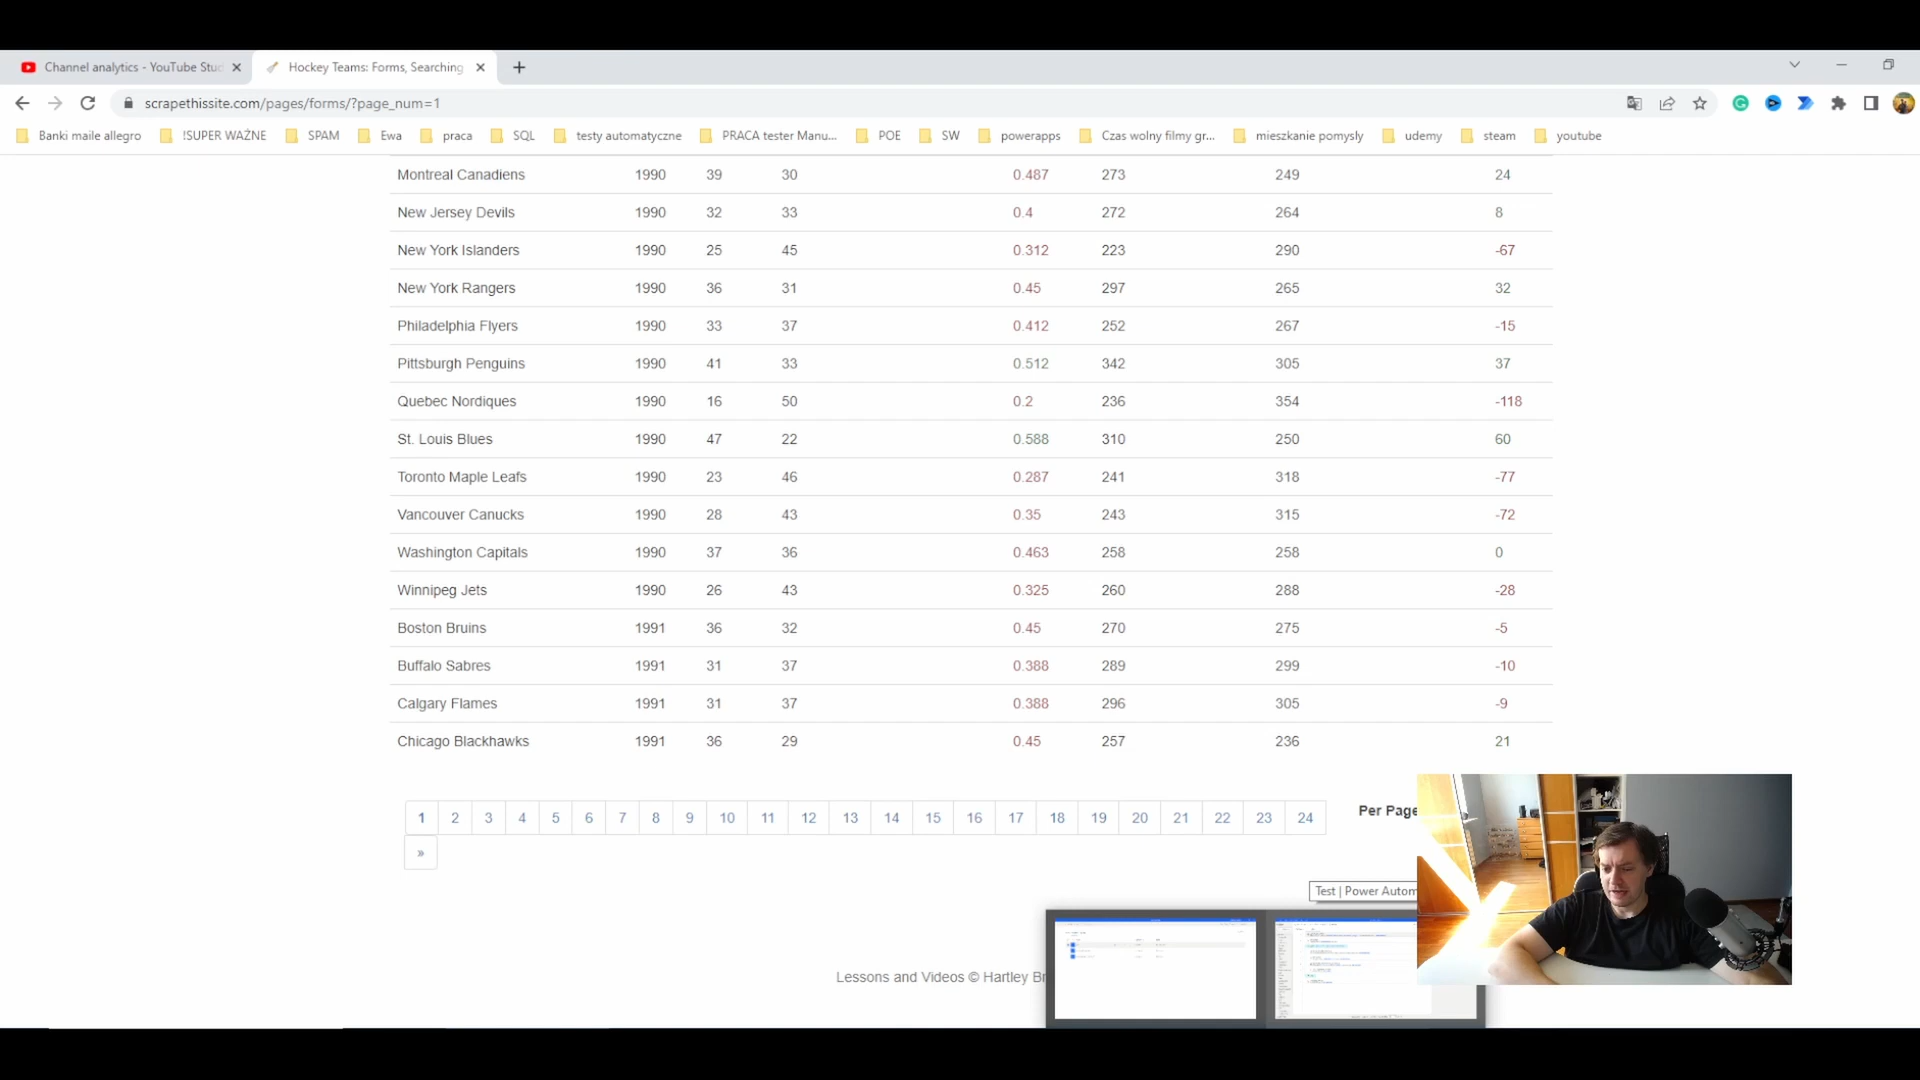 Channel analytics - YouTube Stud
Hockey Teams: Forms, Searching
scrapethissite.com/pages/forms/?page_num=1
Banki maile allegro !SUPER WAŻNE SPAM Ewa praca SQL testy automatyczne PRACA tester Manu... POE SW powerapps Czas wolny filmy gr... mieszkanie pomysly udemy steam youtube
Montreal Canadiens 1990 39 30 0.487 273 249 24
New Jersey Devils 1990 32 33 0.4 272 264 8
New York Islanders 1990 25 45 0.312 223 290 -67
New York Rangers 1990 36 31 0.45 297 265 32
Philadelphia Flyers 1990 33 37 0.412 252 267 -15
Pittsburgh Penguins 1990 41 33 0.512 342 305 37
Quebec Nordiques 1990 16 50 0.2 236 354 -118
St. Louis Blues 1990 47 22 0.588 310 250 60
Toronto Maple Leafs 1990 23 46 0.287 241 318 -77
Vancouver Canucks 1990 28 43 0.35 243 315 -72
Washington Capitals 1990 37 36 0.463 258 258 0
Winnipeg Jets 1990 26 43 0.325 260 288 -28
Boston Bruins 1991 36 32 0.45 270 275 -5
Buffalo Sabres 1991 31 37 0.388 289 299 -10
Calgary Flames 1991 31 37 0.388 296 305 -9
Chicago Blackhawks 1991 36 29 0.45 257 236 21
1 2 3 4 5 6 7 8 9 10 11 12 13 14 15 16 17 18 19 20 21 22 23 24
Per Page
»
Test | Power Autom
Lessons and Videos © Hartley Br